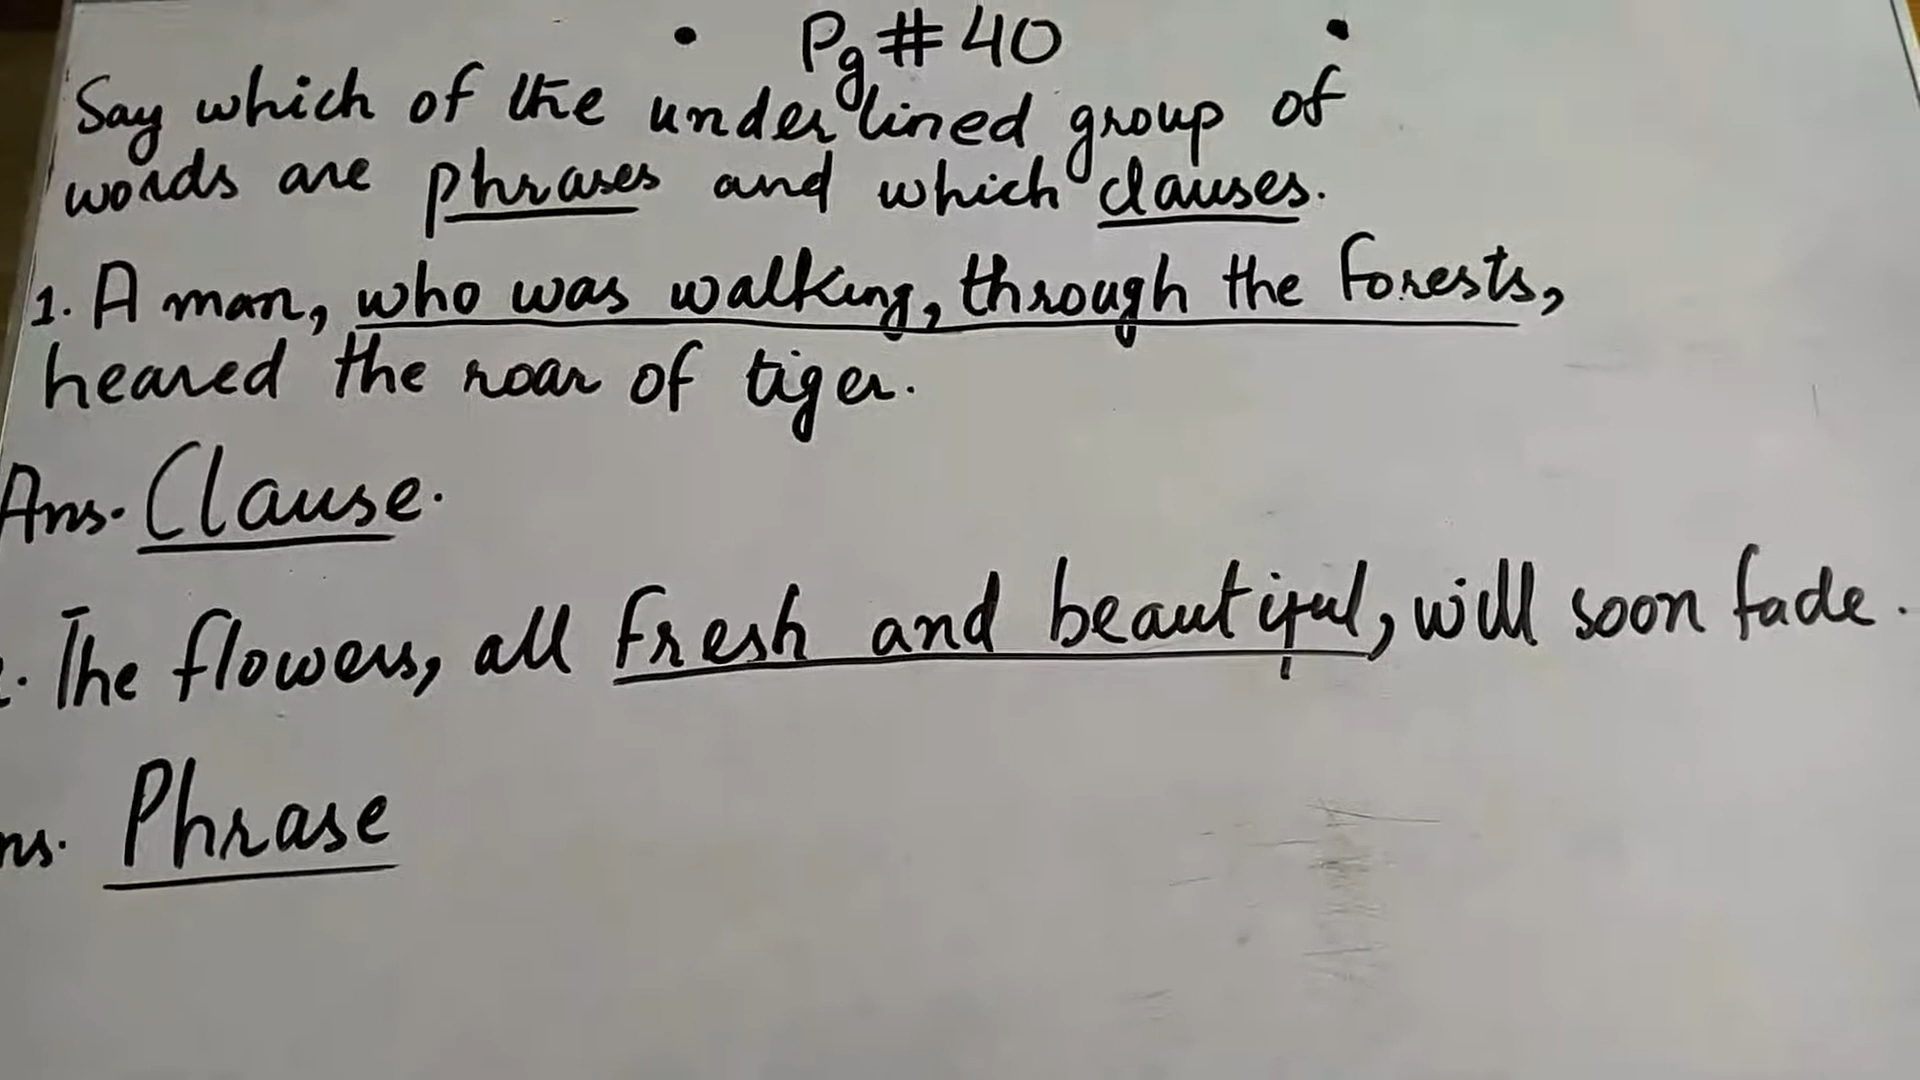 Pg # 40
Say which of the underlined group of
words are phrases and which clauses.
1. A man, who was walking, through the forests,
heared the roar of tiger.
Ans. Clause.
. The flowers, all fresh and beautiful, will soon fade.
ns. Phrase